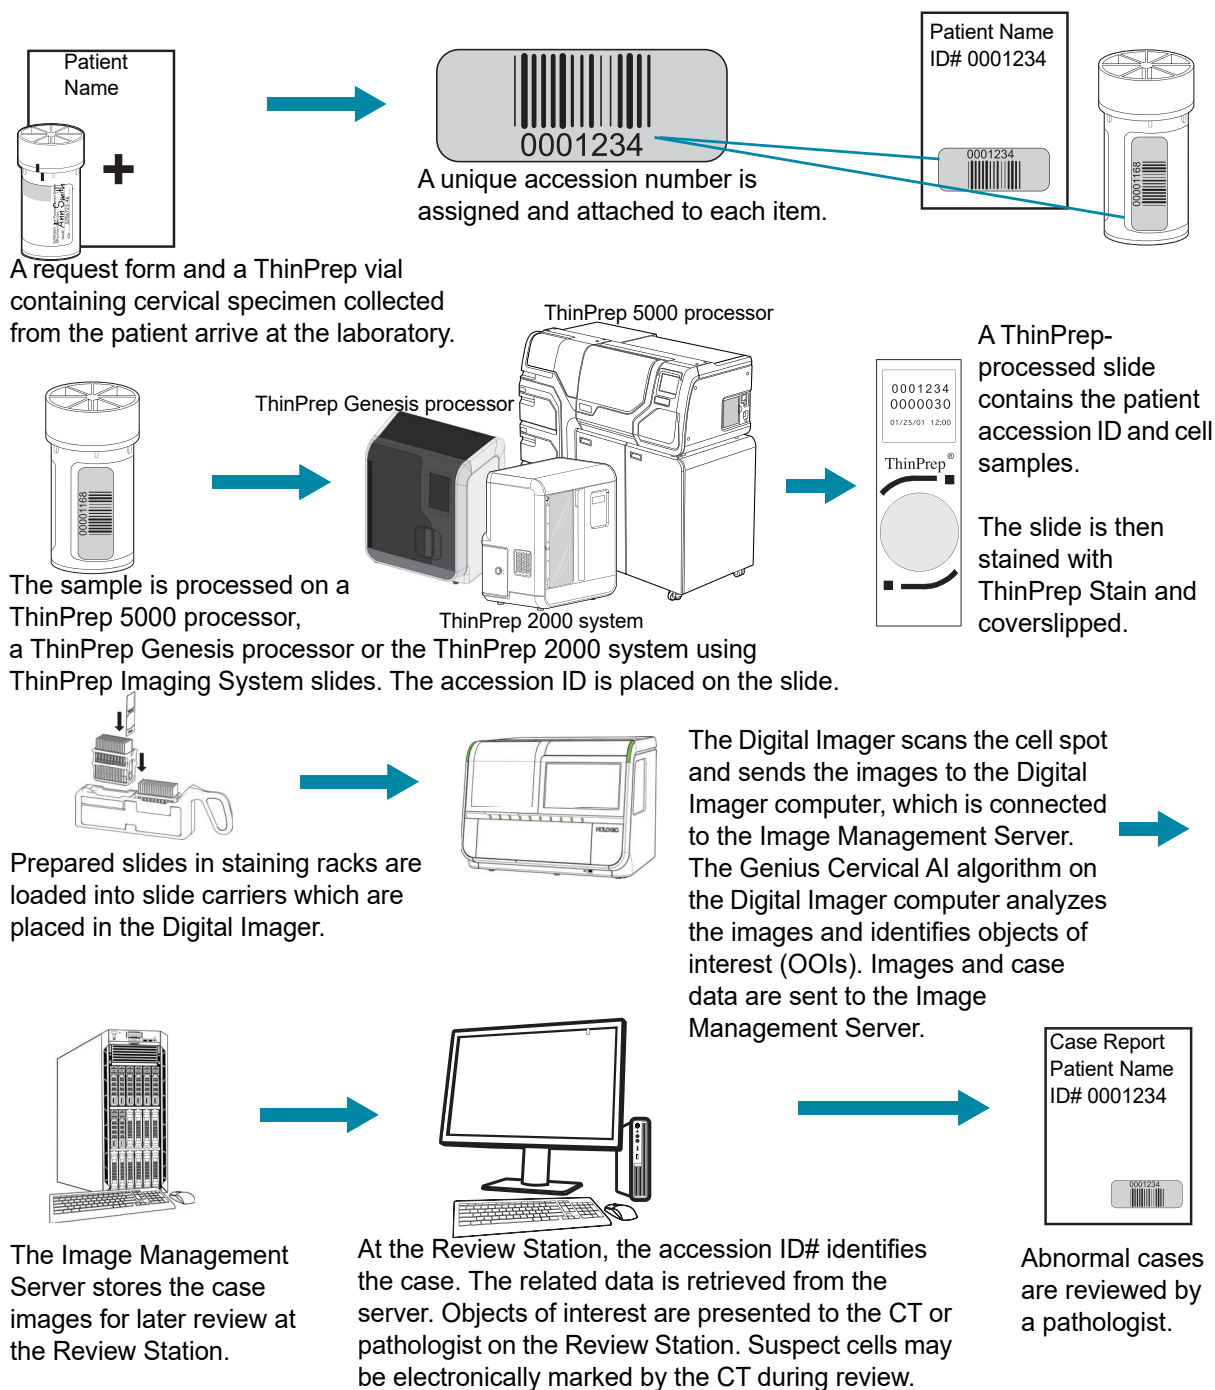 Patient
Name
Ann Smith
A request form and a ThinPrep vial
containing cervical specimen collected
from the patient arrive at the laboratory.
0001234
A unique accession number is
assigned and attached to each item.
Patient Name
ID# 0001234
0001234
00001168
00001168
The sample is processed on a
ThinPrep 5000 processor,
a ThinPrep Genesis processor or the ThinPrep 2000 system using
ThinPrep Imaging System slides. The accession ID is placed on the slide.
ThinPrep 5000 processor
ThinPrep Genesis processor
ThinPrep 2000 system
0001234
0000030
01/25/01 12:00
ThinPrep®
A ThinPrep-
processed slide
contains the patient
accession ID and cell
samples.
The slide is then
stained with
ThinPrep Stain and
coverslipped.
Prepared slides in staining racks are
loaded into slide carriers which are
placed in the Digital Imager.
HOLOGIC
The Digital Imager scans the cell spot
and sends the images to the Digital
Imager computer, which is connected
to the Image Management Server.
The Genius Cervical AI algorithm on
the Digital Imager computer analyzes
the images and identifies objects of
interest (OOIs). Images and case
data are sent to the Image
Management Server.
The Image Management
Server stores the case
images for later review at
the Review Station.
At the Review Station, the accession ID# identifies
the case. The related data is retrieved from the
server. Objects of interest are presented to the CT or
pathologist on the Review Station. Suspect cells may
be electronically marked by the CT during review.
Case Report
Patient Name
ID# 0001234
0001234
Abnormal cases
are reviewed by
a pathologist.